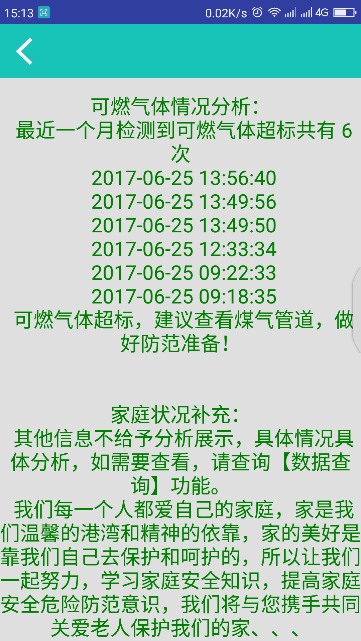 15:13 0.02K/s 4G
可燃气体情况分析：
最近一个月检测到可燃气体超标共有 6
次
2017-06-25 13:56:40
2017-06-25 13:49:56
2017-06-25 13:49:50
2017-06-25 12:33:34
2017-06-25 09:22:33
2017-06-25 09:18:35
可燃气体超标，建议查看煤气管道，做
好防范准备！
家庭状况补充：
其他信息不给予分析展示，具体情况具
体分析，如需要查看，请查询【数据查
询】功能。
我们每一个人都爱自己的家庭，家是我
们温馨的港湾和精神的依靠，家的美好是
靠我们自己去保护和呵护的，所以让我们
一起努力，学习家庭安全知识，提高家庭
安全危险防范意识，我们将与您携手共同
关爱老人保护我们的家、、、